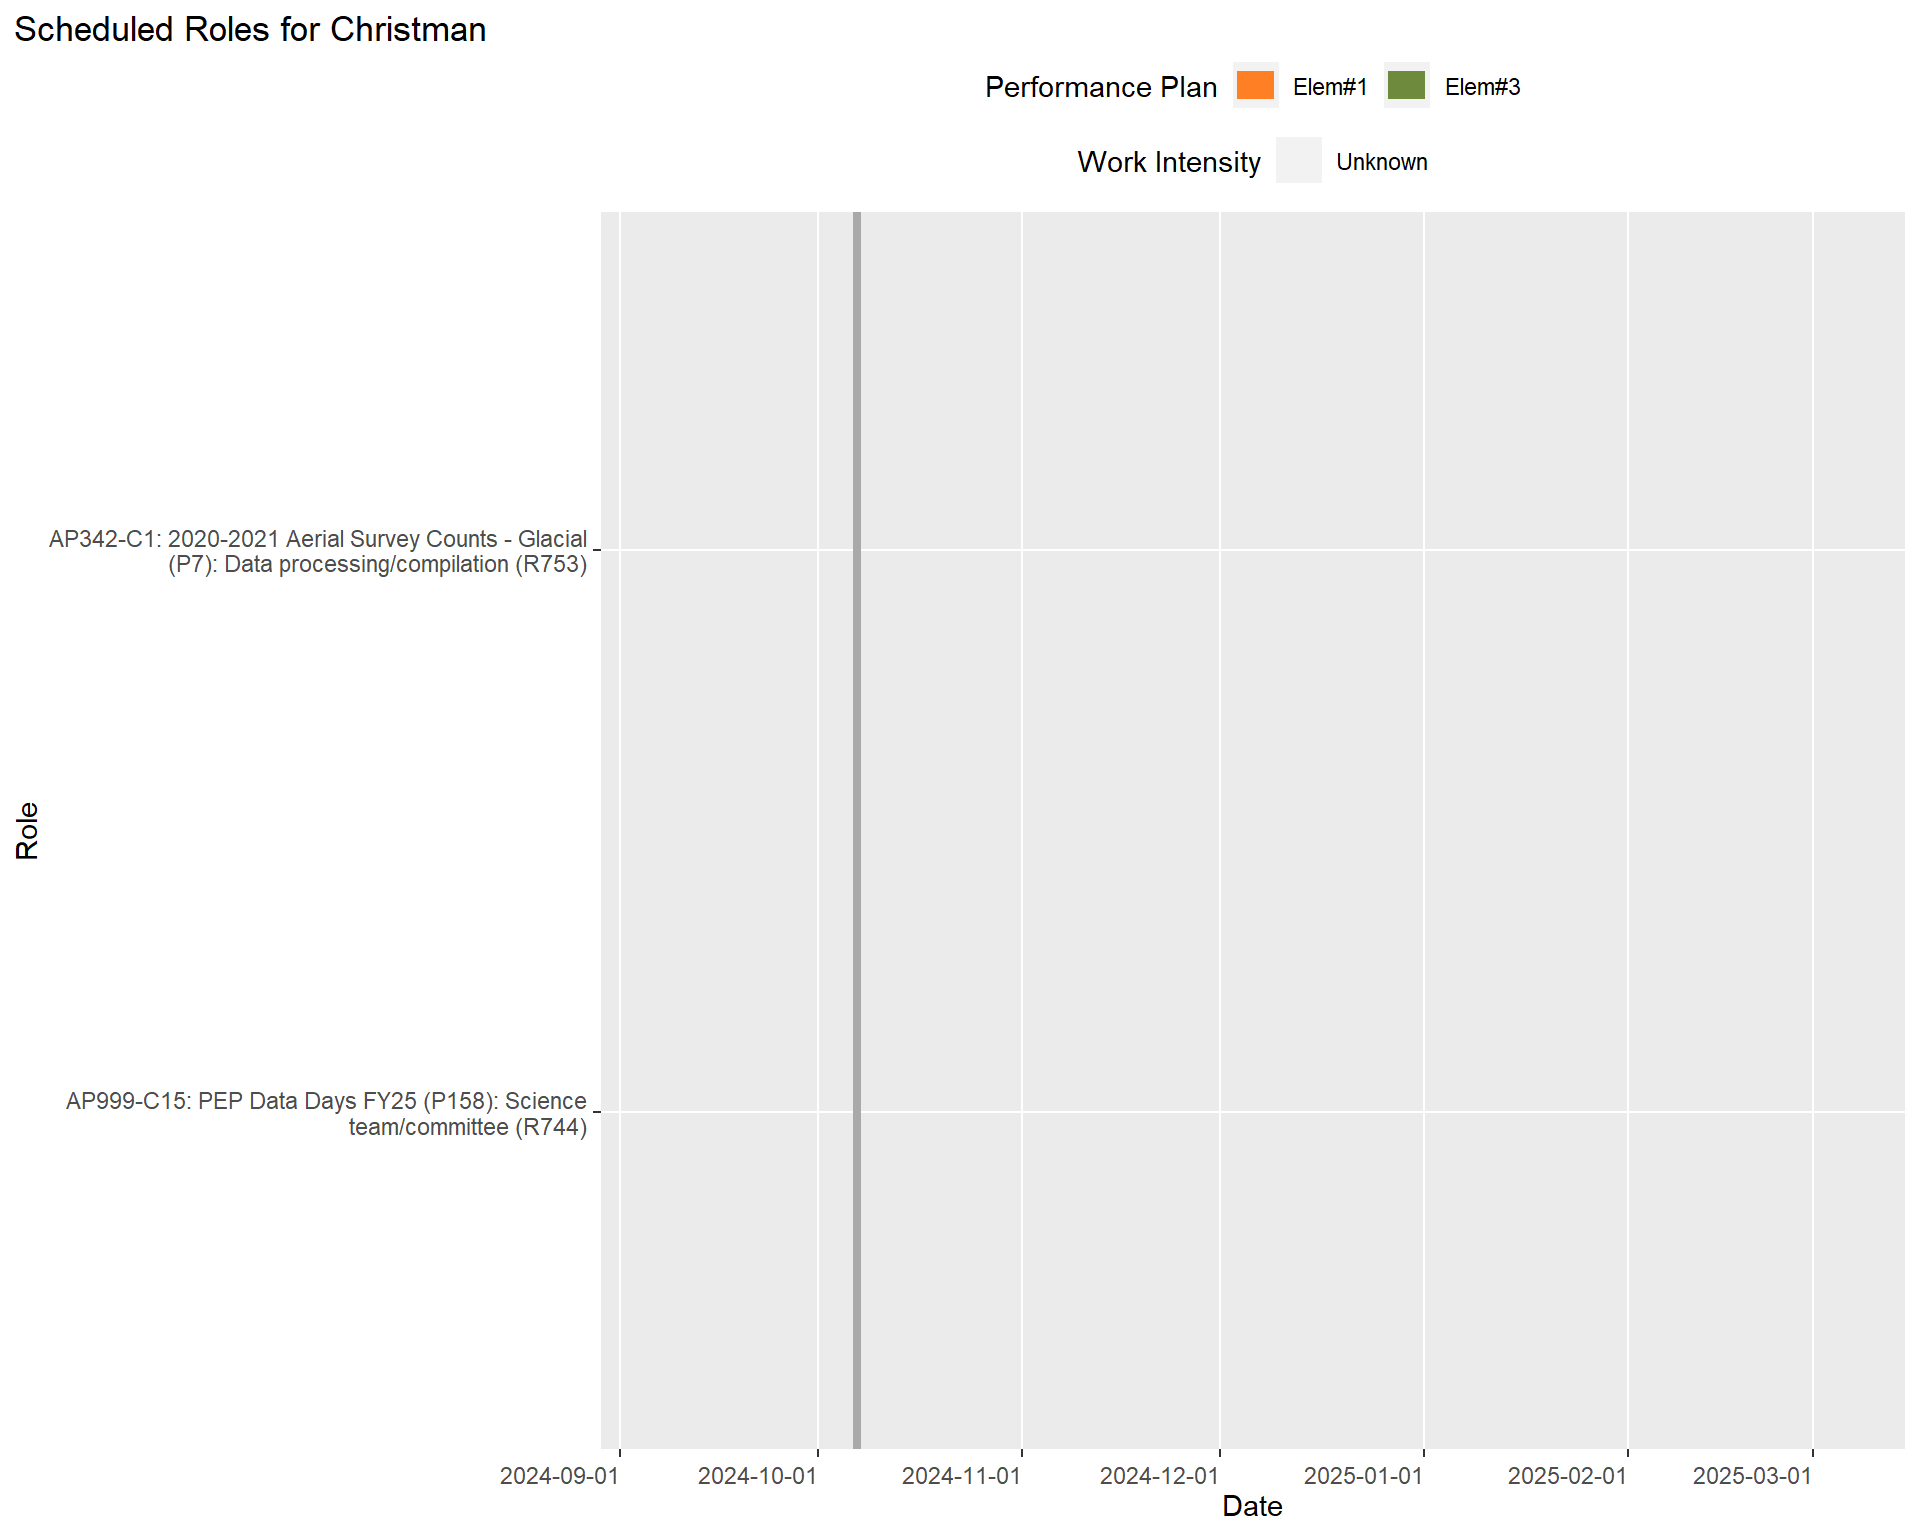 Scheduled Roles for Christman
Performance Plan Elem#1 Elem#3
Work Intensity Unknown
AP342-C1: 2020-2021 Aerial Survey Counts - Glacial
(P7): Data processing/compilation (R753)
Role
AP999-C15: PEP Data Days FY25 (P158): Science
team/committee (R744)
2024-09-01 2024-10-01 2024-11-01 2024-12-01 2025-01-01 2025-02-01 2025-03-01
Date